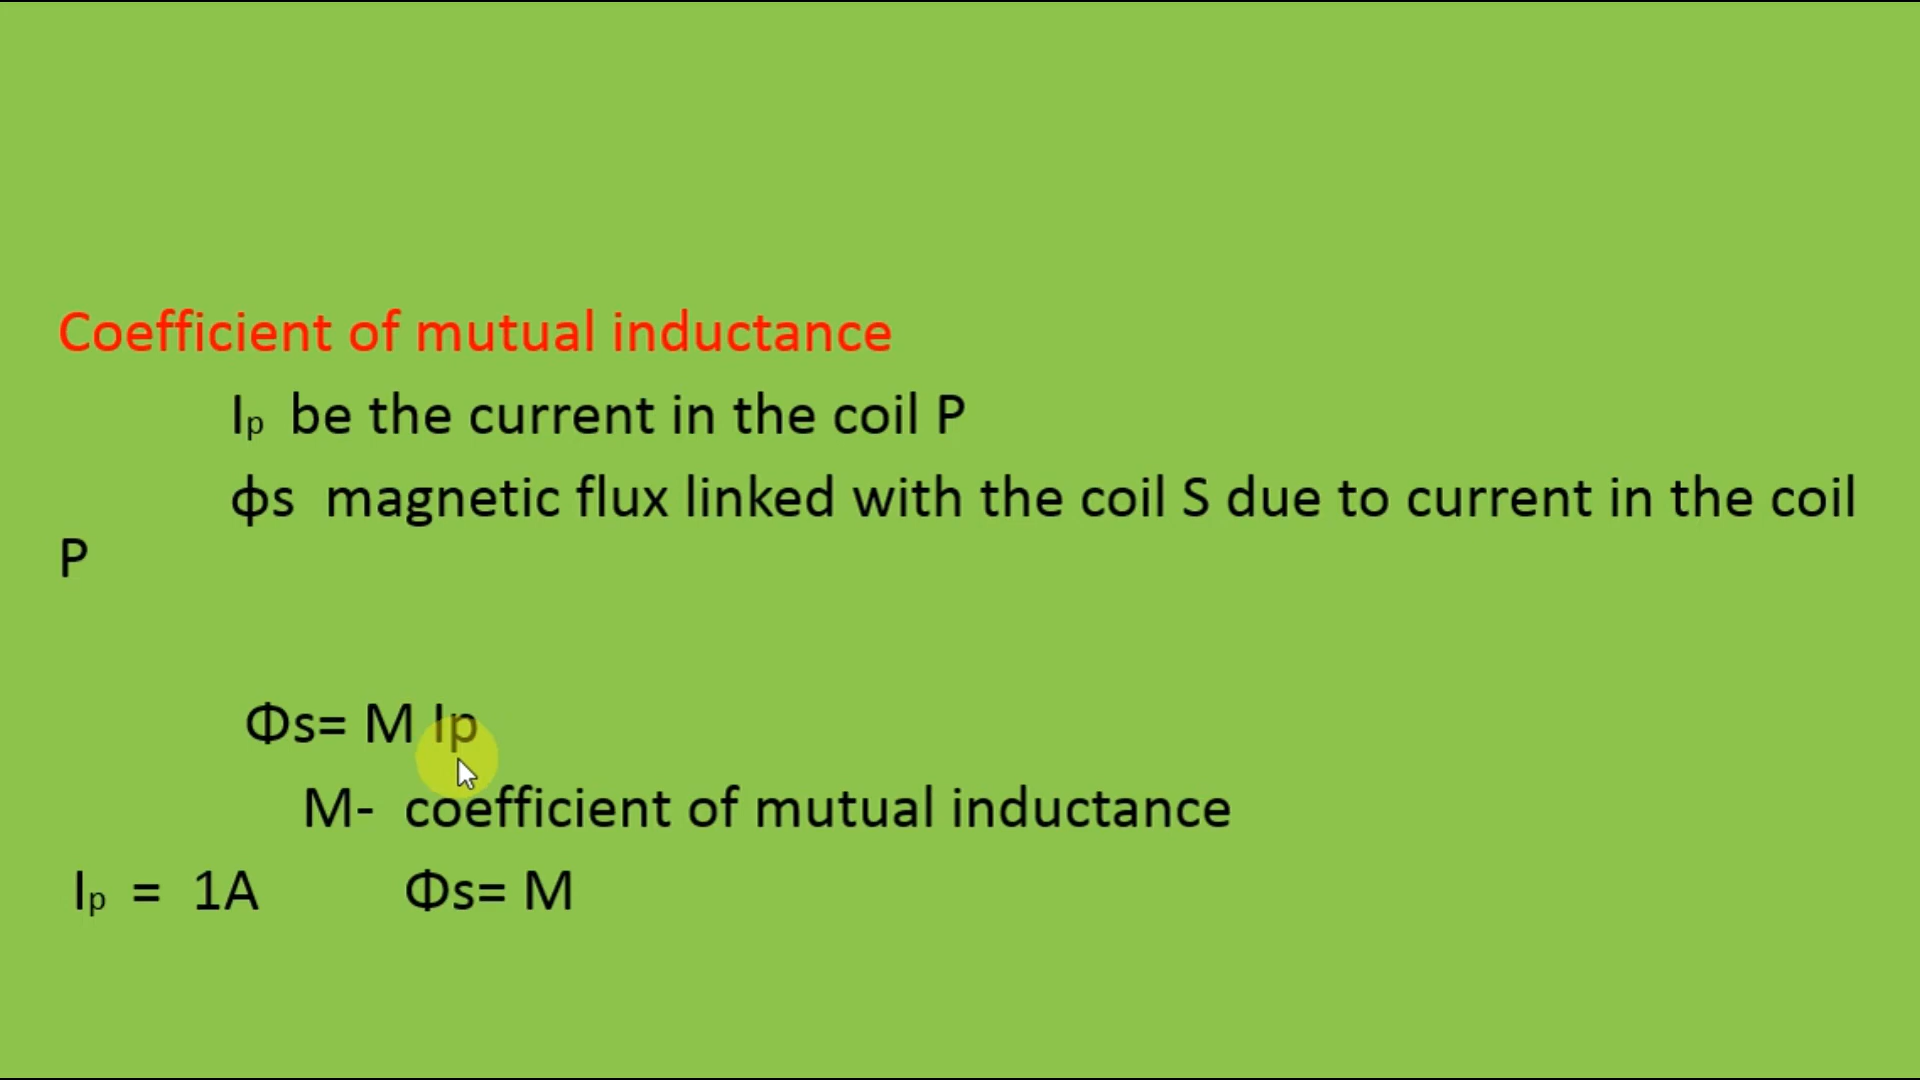 Coefficient of mutual inductance
Ip be the current in the coil P
ɸs magnetic flux linked with the coil S due to current in the coil
P
Φs= M Ip
M- coefficient of mutual inductance
Ip = 1A Φs= M